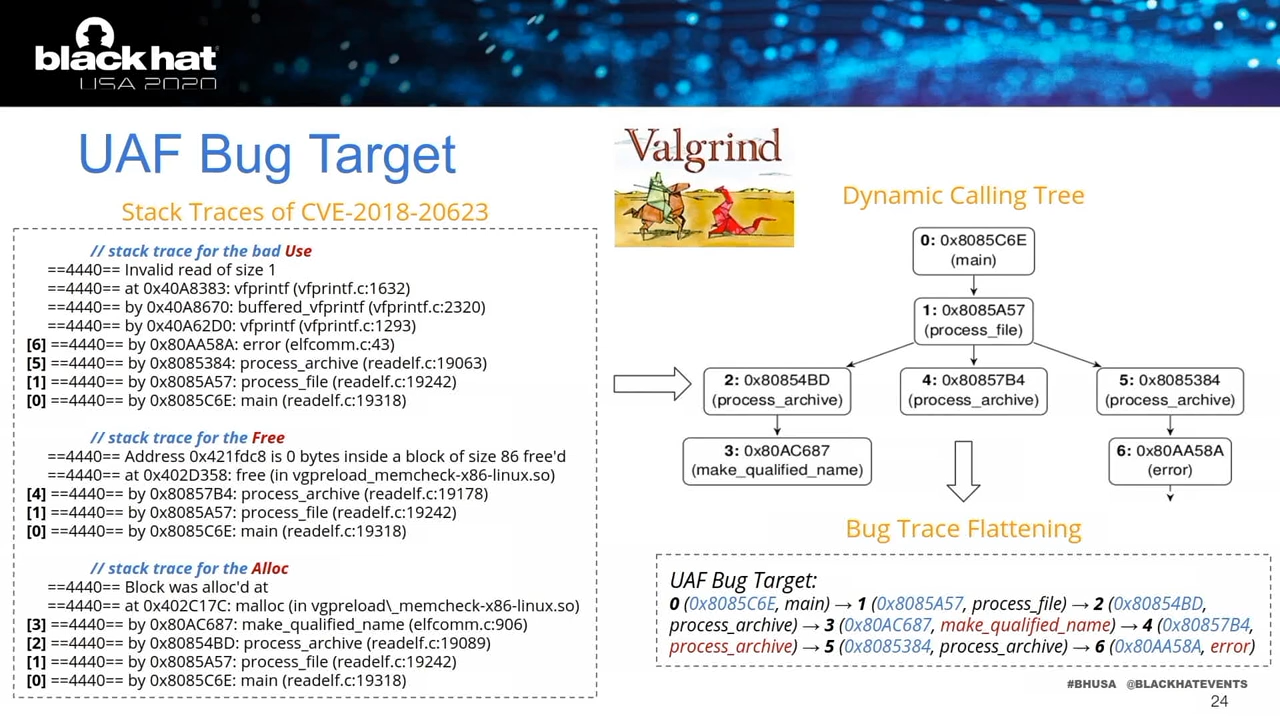 black hat
USA 2020
UAF Bug Target
Stack Traces of CVE-2018-20623
// stack trace for the bad Use
==4440== Invalid read of size 1
==4440== at 0x40A8383: vfprintf (vfprintf.c:1632)
==4440== by 0x40A8670: buffered_vfprintf (vfprintf.c:2320)
==4440== by 0x40A62D0: vfprintf (vfprintf.c:1293)
[6] ==4440== by 0x80AA58A: error (elfcomm.c:43)
[5] ==4440== by 0x8085384: process_archive (readelf.c:19063)
[1] ==4440== by 0x8085A57: process_file (readelf.c:19242)
[0] ==4440== by 0x8085C6E: main (readelf.c:19318)
// stack trace for the Free
==4440== Address 0x421fdc8 is 0 bytes inside a block of size 86 free'd
==4440== at 0x402D358: free (in vgpreload_memcheck-x86-linux.so)
[4] ==4440== by 0x80857B4: process_archive (readelf.c:19178)
[1] ==4440== by 0x8085A57: process_file (readelf.c:19242)
[0] ==4440== by 0x8085C6E: main (readelf.c:19318)
// stack trace for the Alloc
==4440== Block was alloc'd at
==4440== at 0x402C17C: malloc (in vgpreload\_memcheck-x86-linux.so)
[3] ==4440== by 0x80AC687: make_qualified_name (elfcomm.c:906)
[2] ==4440== by 0x80854BD: process_archive (readelf.c:19089)
[1] ==4440== by 0x8085A57: process_file (readelf.c:19242)
[0] ==4440== by 0x8085C6E: main (readelf.c:19318)
Valgrind
Dynamic Calling Tree
0: 0x8085C6E
(main)
1: 0x8085A57
(process_file)
2: 0x80854BD
(process_archive)
4: 0x80857B4
(process_archive)
5: 0x8085384
(process_archive)
3: 0x80AC687
(make_qualified_name)
6: 0x80AA58A
(error)
Bug Trace Flattening
UAF Bug Target:
0 (0x8085C6E, main) → 1 (0x8085A57, process_file) → 2 (0x80854BD,
process_archive) → 3 (0x80AC687, make_qualified_name) → 4 (0x80857B4,
process_archive) → 5 (0x8085384, process_archive) → 6 (0x80AA58A, error)
#BHUSA @BLACKHATEVENTS
24